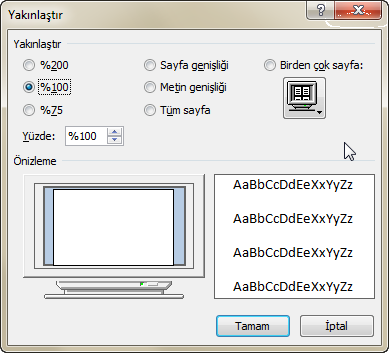 Yakınlaştır
Yakınlaştır
%200 Sayfa genişliği Birden çok sayfa:
%100 Metin genişliği
%75 Tüm sayfa
Yüzde: %100
Önizleme
AaBbCcDdEeXxYyZz
AaBbCcDdEeXxYyZz
AaBbCcDdEeXxYyZz
AaBbCcDdEeXxYyZz
Tamam İptal